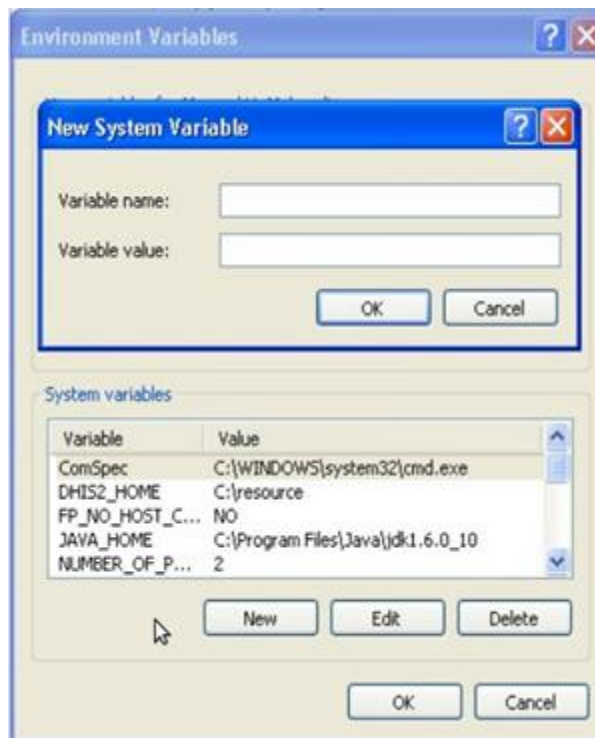 Environment Variables
New System Variable
Variable name:
Variable value:
OK Cancel
System variables
Variable Value
ComSpec C:\WINDOWS\system32\cmd.exe
DHIS2_HOME C:\resource
FP_NO_HOST_C... NO
JAVA_HOME C:\Program Files\Java\jdk1.6.0_10
NUMBER_OF_P... 2
New Edit Delete
OK Cancel